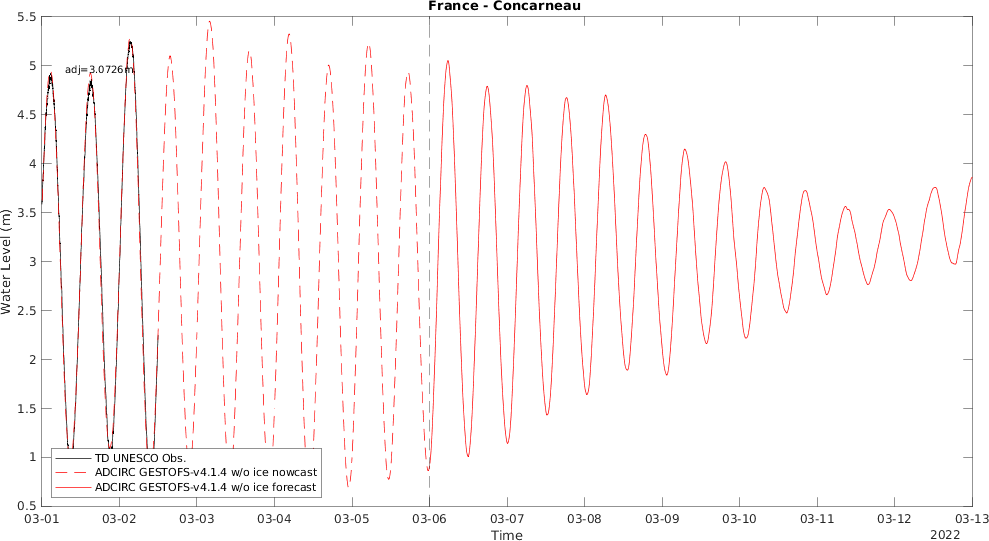 France - Concarneau
5.5
5
4.5
4
3.5
3
2.5
2
1.5
1
0.5
Water Level (m)
adj=3.0726m
TD UNESCO Obs.
ADCIRC GESTOFS-v4.1.4 w/o ice nowcast
ADCIRC GESTOFS-v4.1.4 w/o ice forecast
03-01 03-02 03-03 03-04 03-05 03-06 03-07 03-08 03-09 03-10 03-11 03-12 03-13
Time
2022